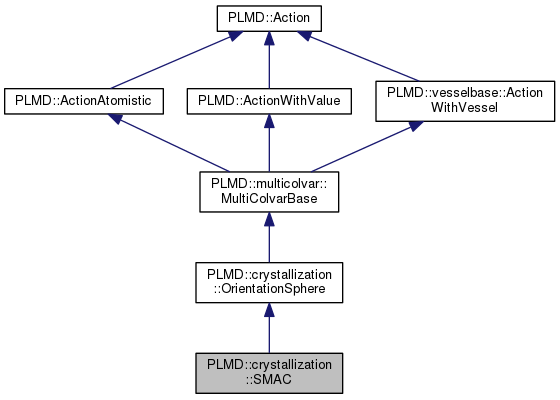 PLMD::Action
PLMD::ActionAtomistic
PLMD::ActionWithValue
PLMD::vesselbase::Action
WithVessel
PLMD::multicolvar::
MultiColvarBase
PLMD::crystallization
::OrientationSphere
PLMD::crystallization
::SMAC